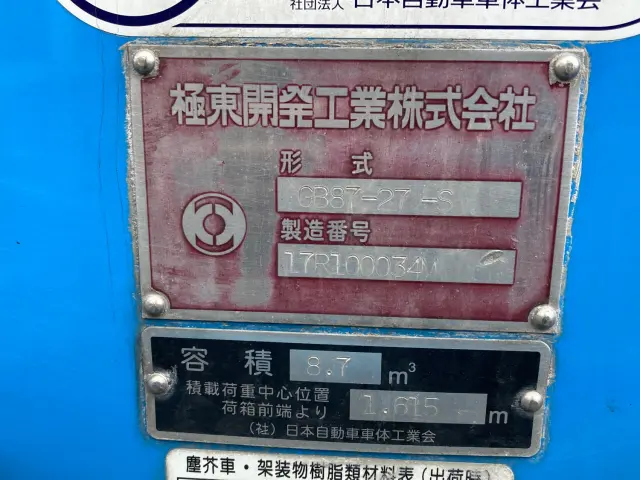 社団法人 日本自動車車体工業会
極東開発工業株式会社
形 式
GB87-27-S
製造番号
17R100034M
容 積 8.7 m³
積載荷重中心位置
荷箱前端より 1.615 m
(社) 日本自動車車体工業会
塵芥車・架装物樹脂類材料表(出荷時)